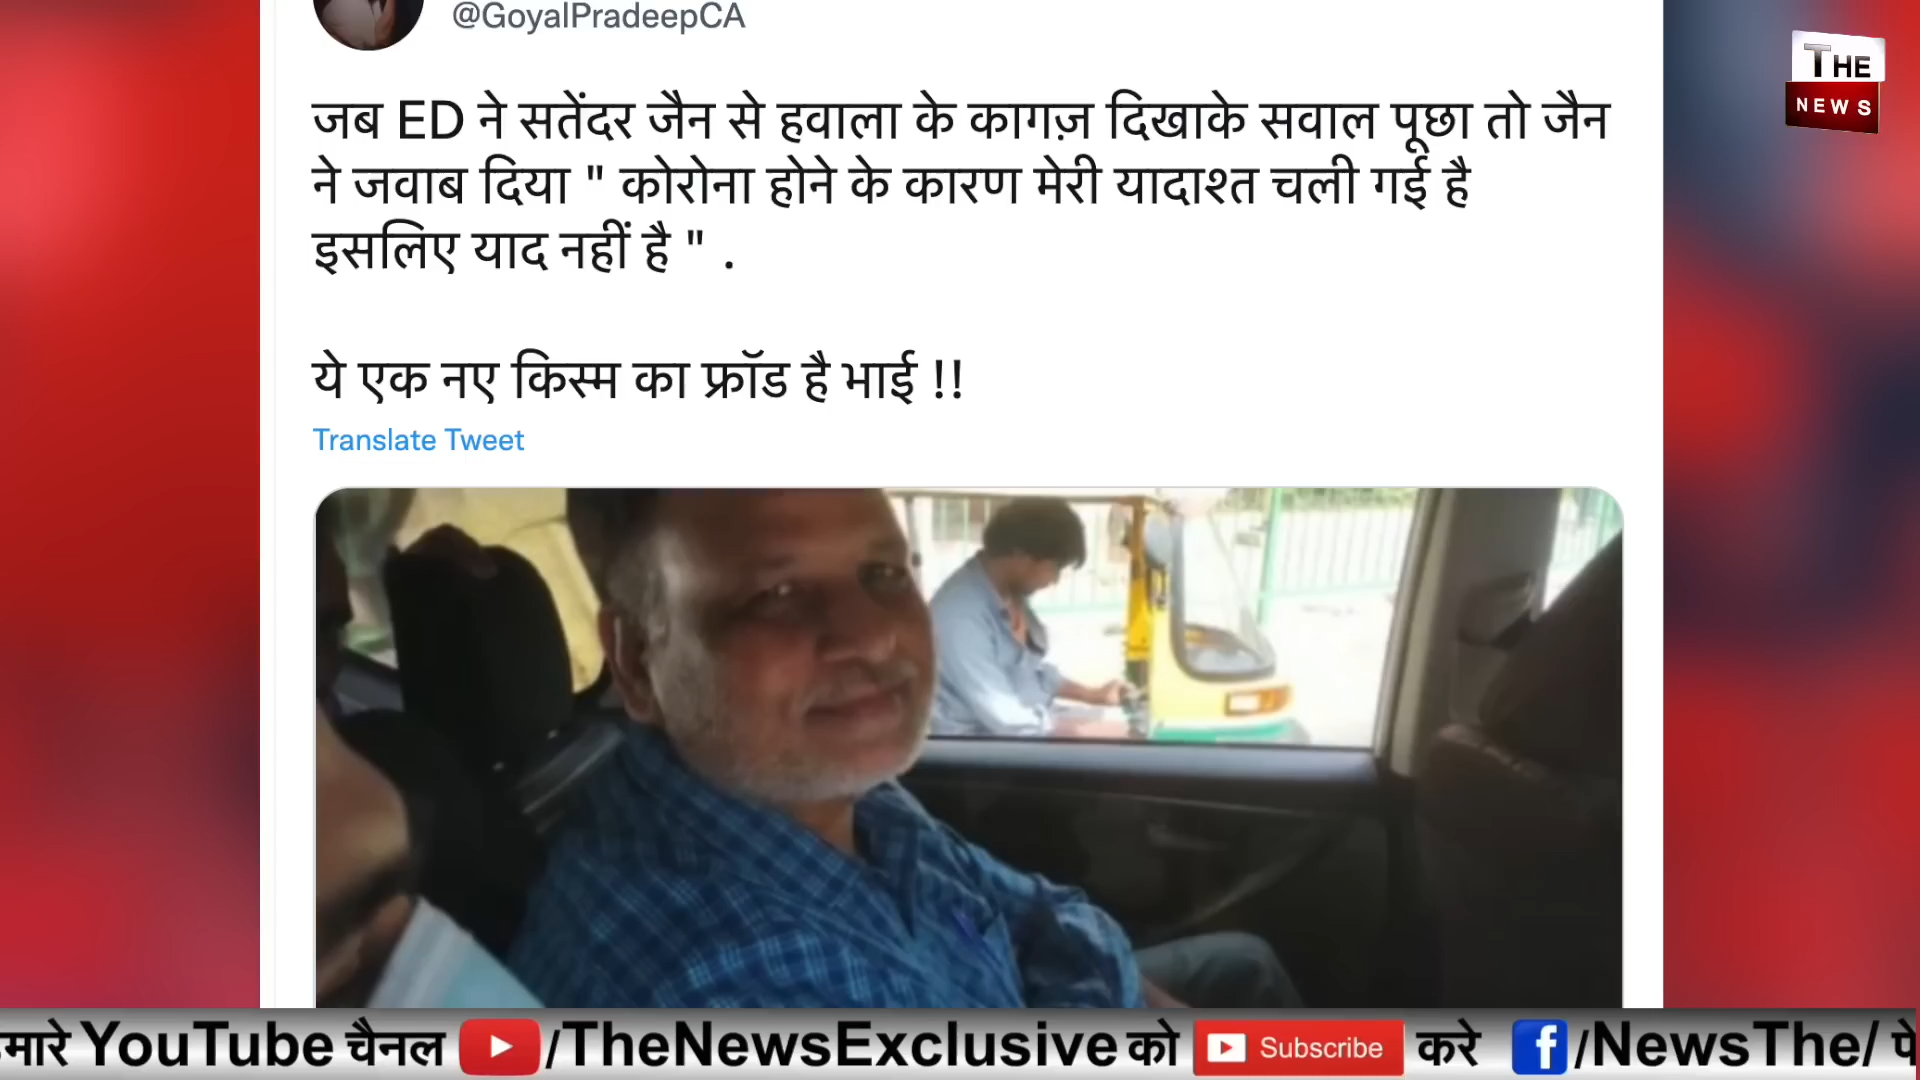 @GoyalPradeepCA
THE
NEWS
जब ED ने सतेंदर जैन से हवाला के कागज़ दिखाके सवाल पूछा तो जैन
ने जवाब दिया " कोरोना होने के कारण मेरी यादाश्त चली गई है
इसलिए याद नहीं है " .
ये एक नए किस्म का फ्रॉड है भाई !!
Translate Tweet
YouTube चैनल /TheNewsExclusive को Subscribe करे f /NewsThe/ पे